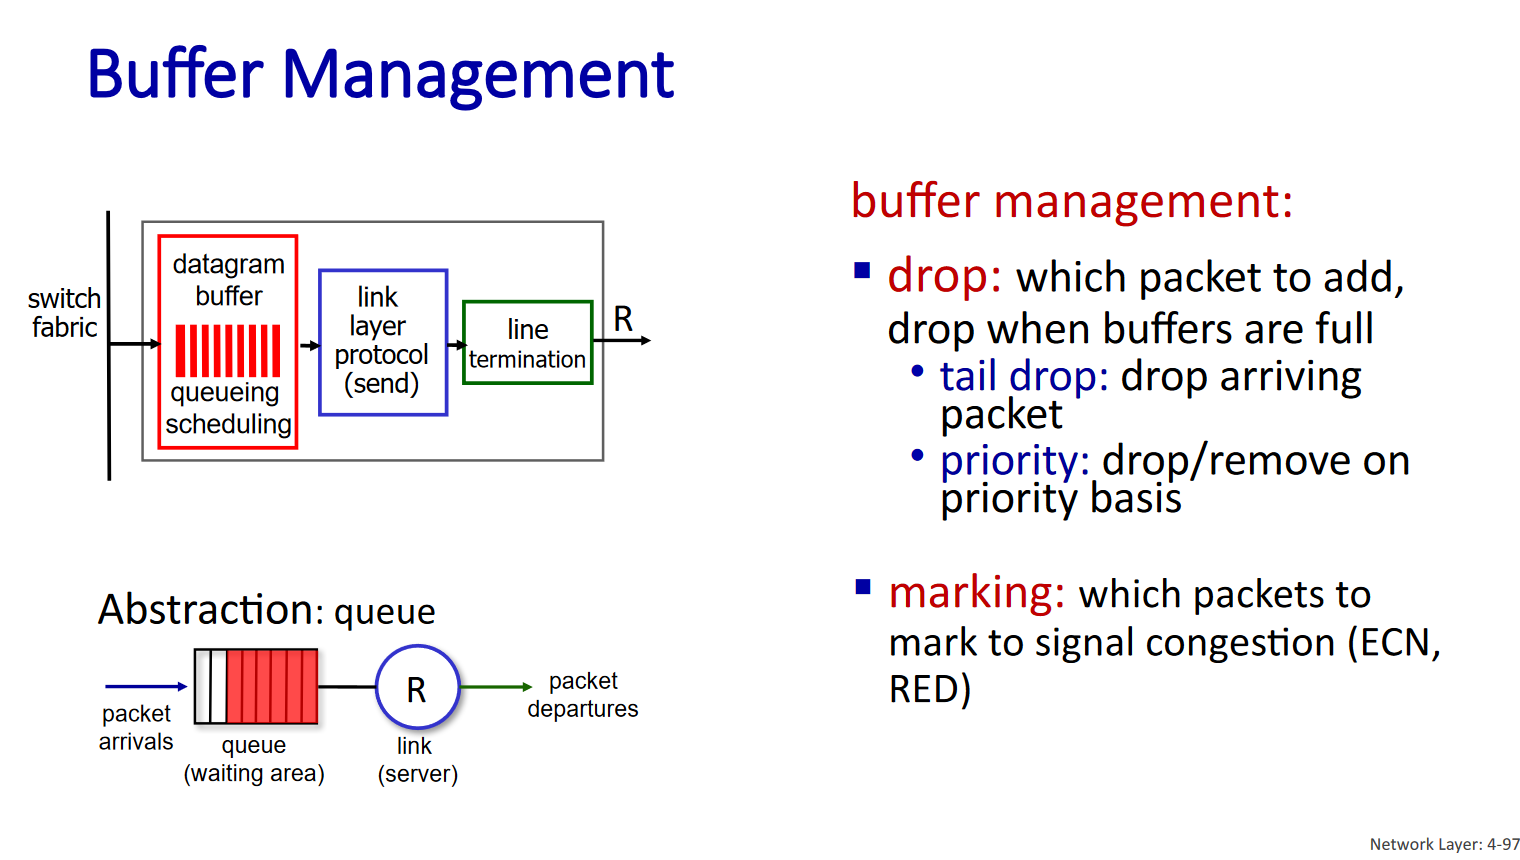 Buffer Management
switch
fabric
datagram
buffer
queueing
scheduling
link
layer
protocol
(send)
line
termination
R
Abstraction: queue
packet
arrivals
queue
(waiting area)
R
link
(server)
packet
departures
buffer management:
▪ drop: which packet to add,
drop when buffers are full
• tail drop: drop arriving
packet
• priority: drop/remove on
priority basis
▪ marking: which packets to
mark to signal congestion (ECN,
RED)
Network Layer: 4-97